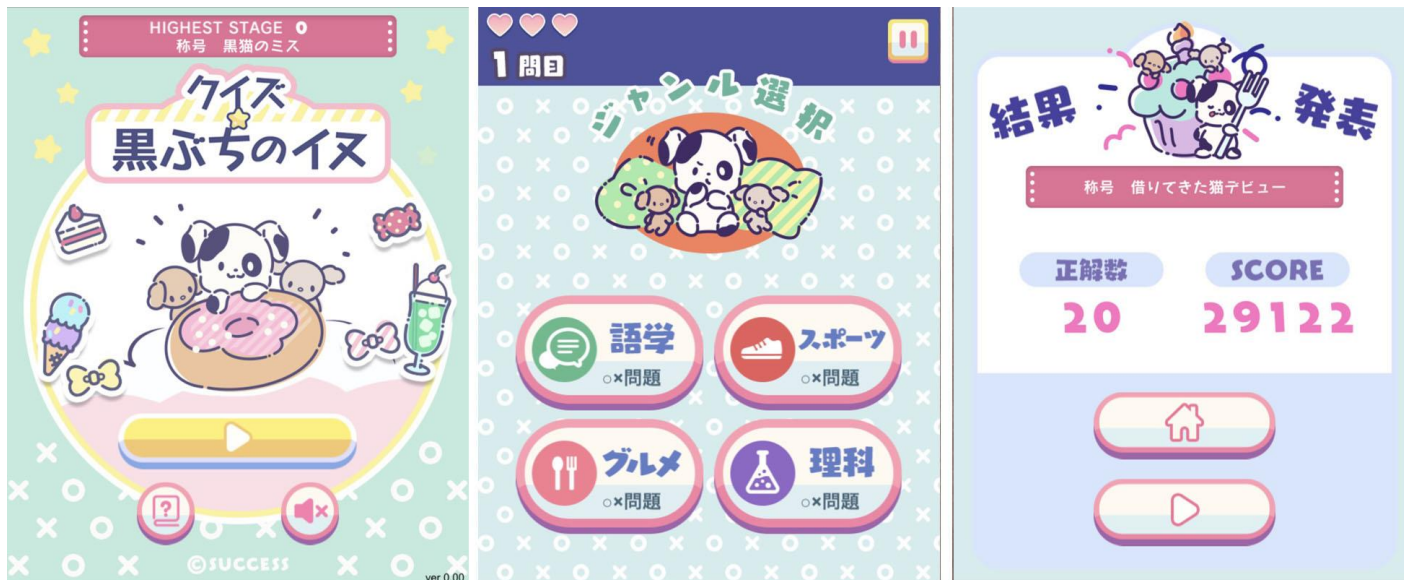 HIGHEST STAGE 0
称号 黒猫のミス
クイズ
黒ぶちのイヌ
?
©SUCCESS
ver 0.00
1問目
ジャンル選択
語学
○×問題
スポーツ
○×問題
グルメ
○×問題
理科
○×問題
結果発表
称号 借りてきた猫デビュー
正解数
SCORE
20
29122